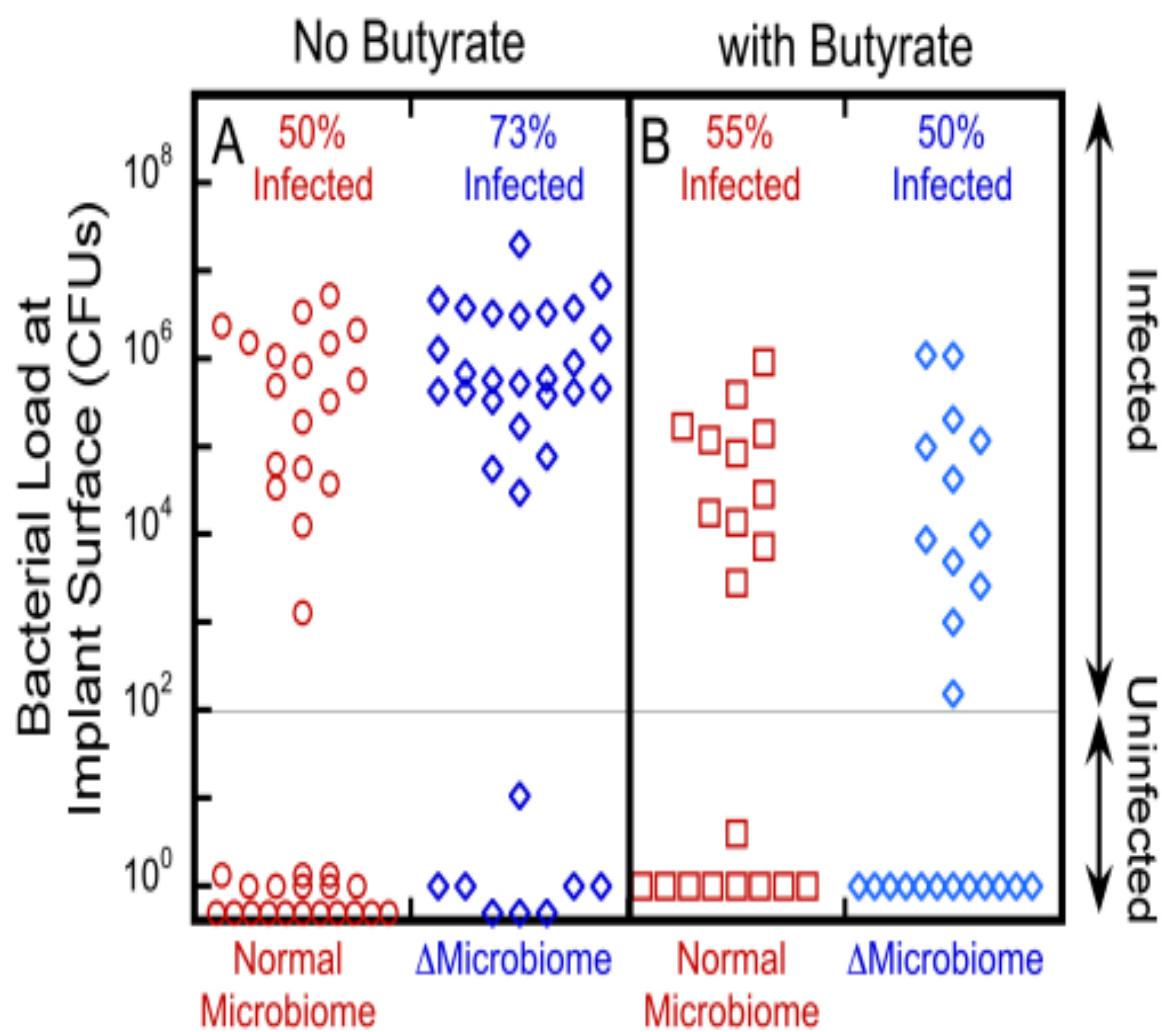 No Butyrate
with Butyrate
A
50%
Infected
73%
Infected
B
55%
Infected
50%
Infected
Bacterial Load at
Implant Surface (CFUs)
10⁸
10⁶
10⁴
10²
10⁰
Infected
Uninfected
Normal
Microbiome
ΔMicrobiome
Normal
Microbiome
ΔMicrobiome